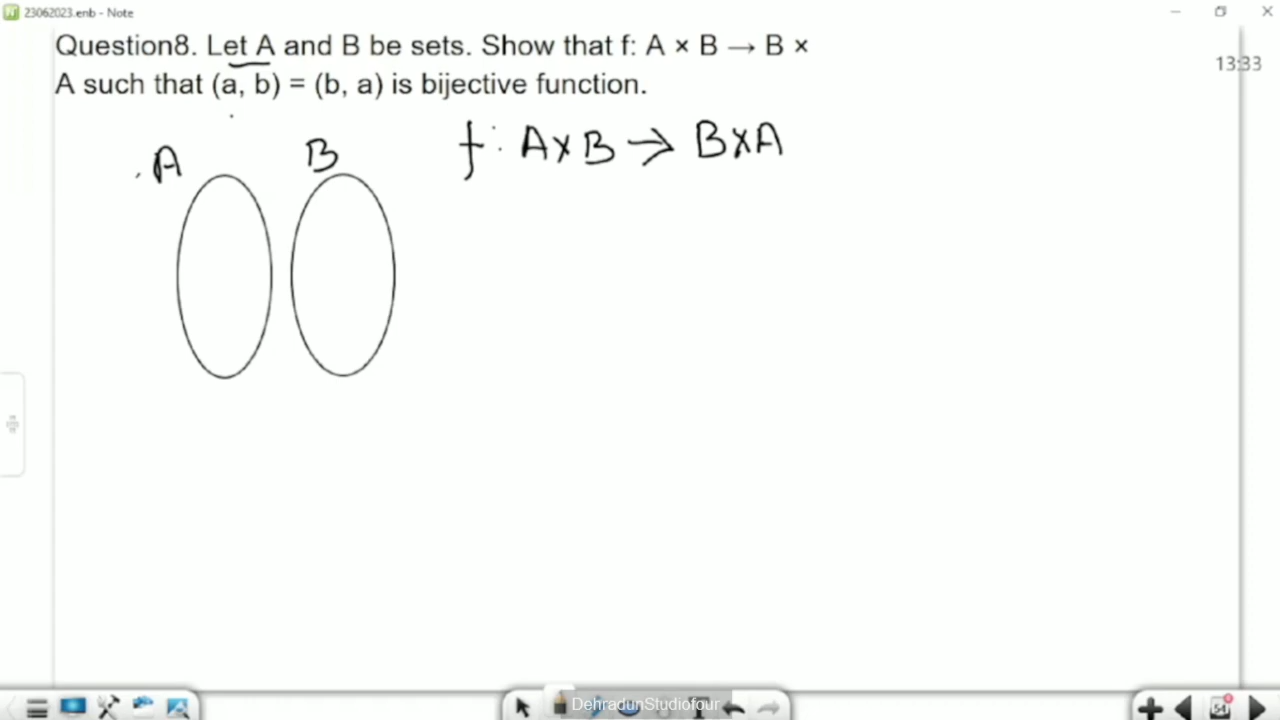 23062023.enb - Note
Question8. Let A and B be sets. Show that f: A × B → B ×
A such that (a, b) = (b, a) is bijective function.
13:33
A B f: A×B → B×A
DehradunStudiofour